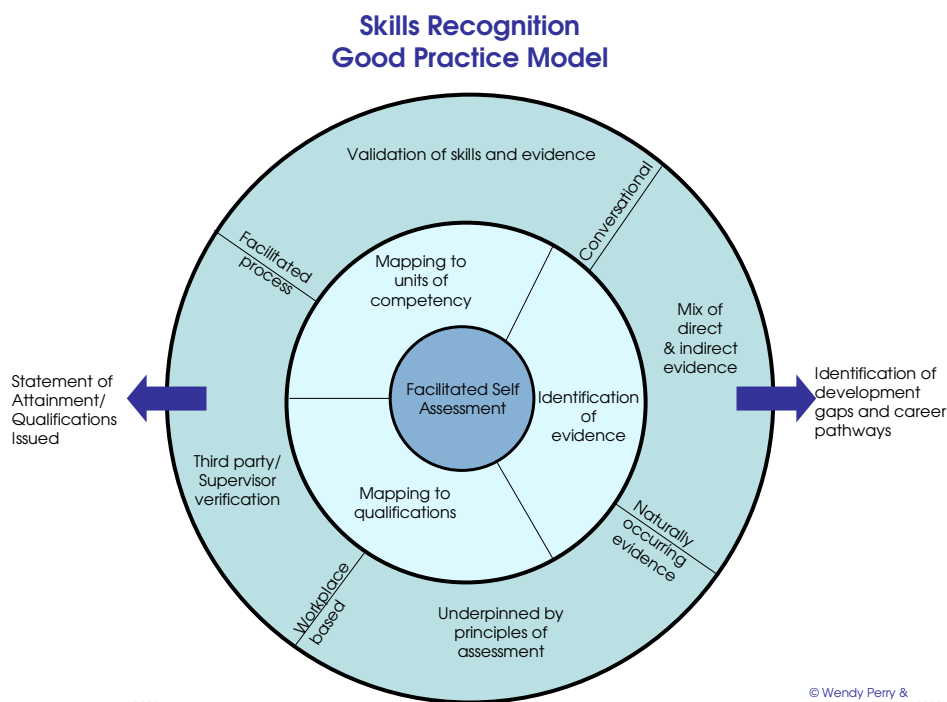 Skills Recognition
Good Practice Model
Validation of skills and evidence
Conversational
Facilitated
process
Mapping to
units of
competency
Mix of
direct
& indirect
evidence
Statement of
Attainment/
Qualifications
Issued
Facilitated Self
Assessment
Identification
of
evidence
Identification of
development
gaps and career
pathways
Third party/
Supervisor
verification
Mapping to
qualifications
Naturally
occurring
evidence
Workplace
based
Underpinned by
principles of
assessment
© Wendy Perry &